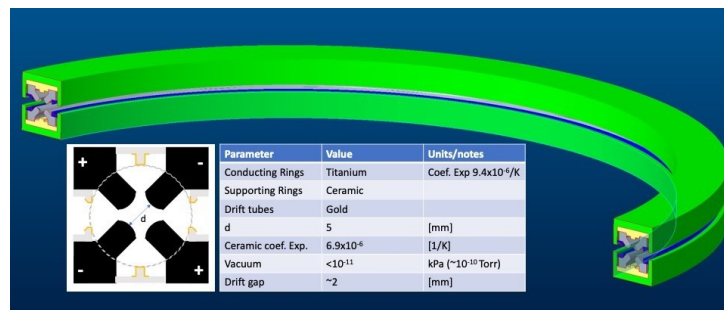 + -
d
- +
Parameter Value Units/notes
Conducting Rings Titanium Coef. Exp 9.4x10⁻⁶/K
Supporting Rings Ceramic
Drift tubes Gold
d 5 [mm]
Ceramic coef. Exp. 6.9x10⁻⁶ [1/K]
Vacuum <10⁻¹¹ kPa (~10⁻¹⁰ Torr)
Drift gap ~2 [mm]